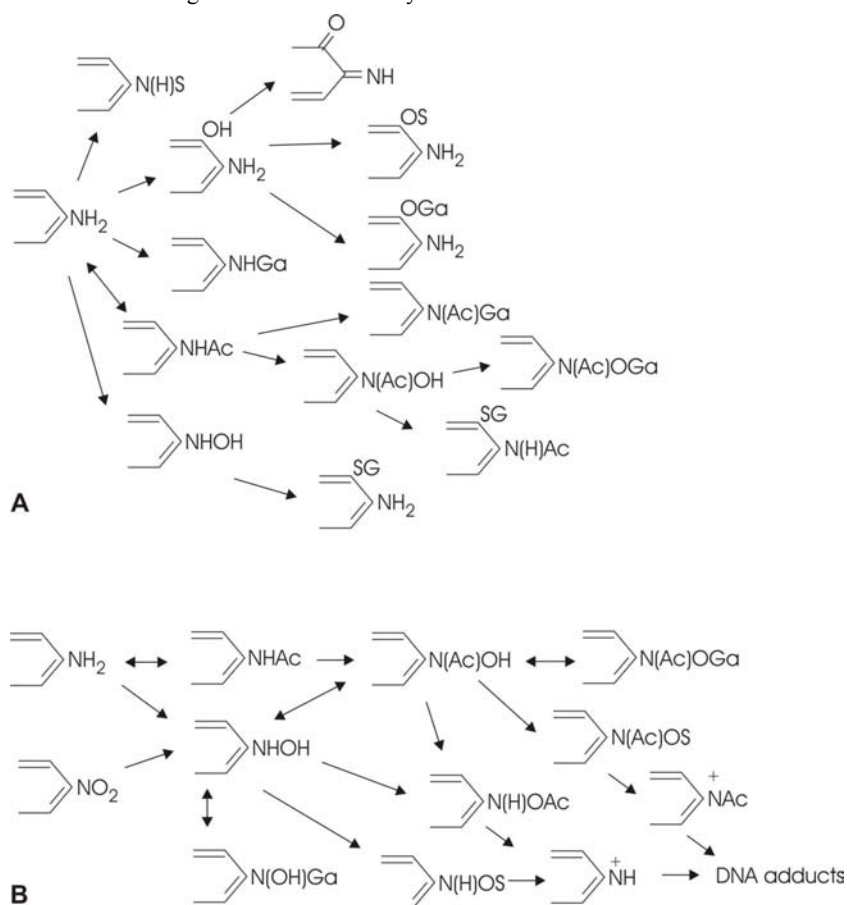 O
NH
N(H)S
OH
NH2
OS
NH2
NH2
OGa
NH2
NHGa
N(Ac)Ga
NHAc
N(Ac)OH
N(Ac)OGa
NHOH
SG
N(H)Ac
SG
NH2
A
NH2
NHAc
N(Ac)OH
N(Ac)OGa
NHOH
N(Ac)OS
NO2
N(H)OAc
+
NAc
N(OH)Ga
N(H)OS
+
NH
DNA adducts
B